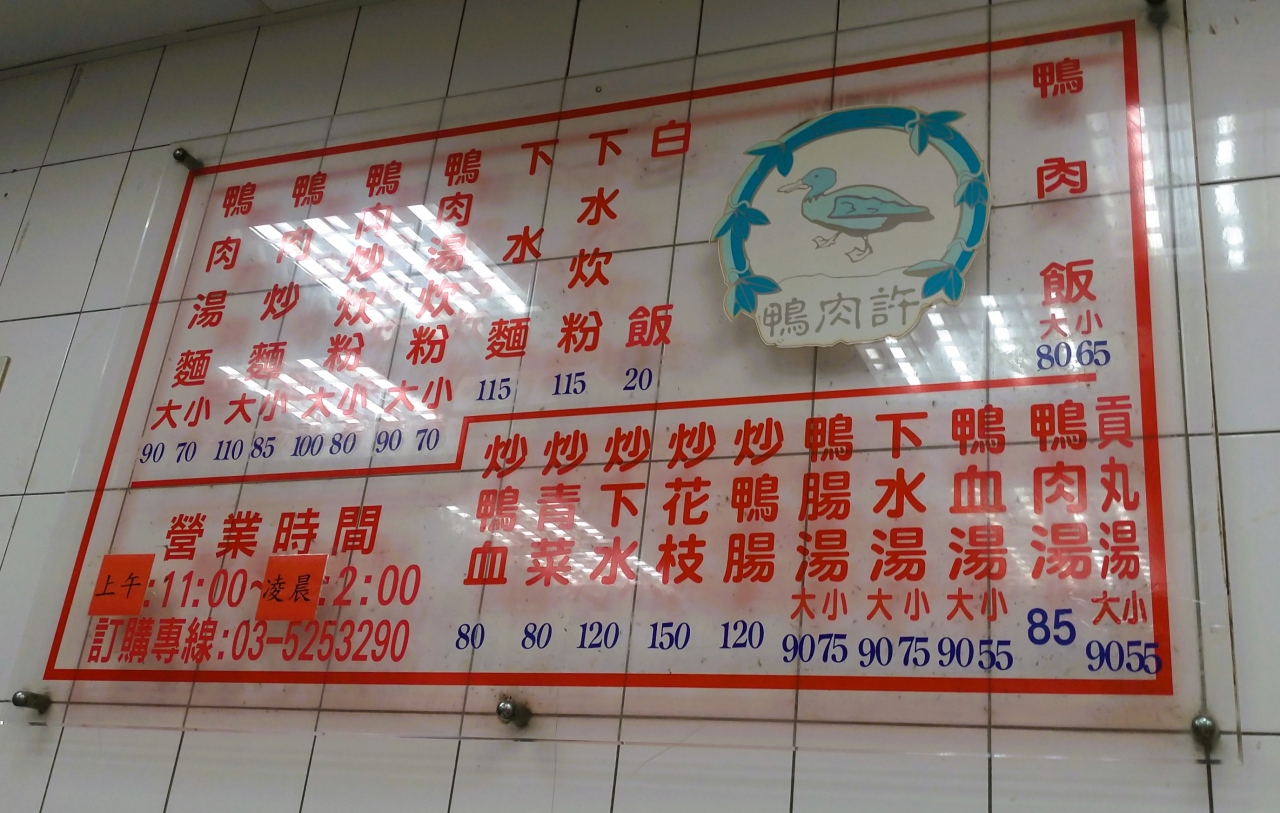 鴨肉飯 大小 80 65
鴨肉許
白飯 20
下水炊粉 115
下水麵 115
鴨肉湯炊粉 大小 90 70
鴨肉炒炊粉 大小 100 80
鴨肉炒麵 大小 110 85
鴨肉湯麵 大小 90 70
貢丸湯 大小 90 55
鴨肉湯 85
鴨血湯 大小 90 55
下水湯 大小 90 75
鴨腸湯 大小 90 75
炒鴨腸 120
炒花枝 150
炒下水 120
炒青菜 80
炒鴨血 80
營業時間
上午:11:00~凌晨:2:00
訂購專線:03-5253290